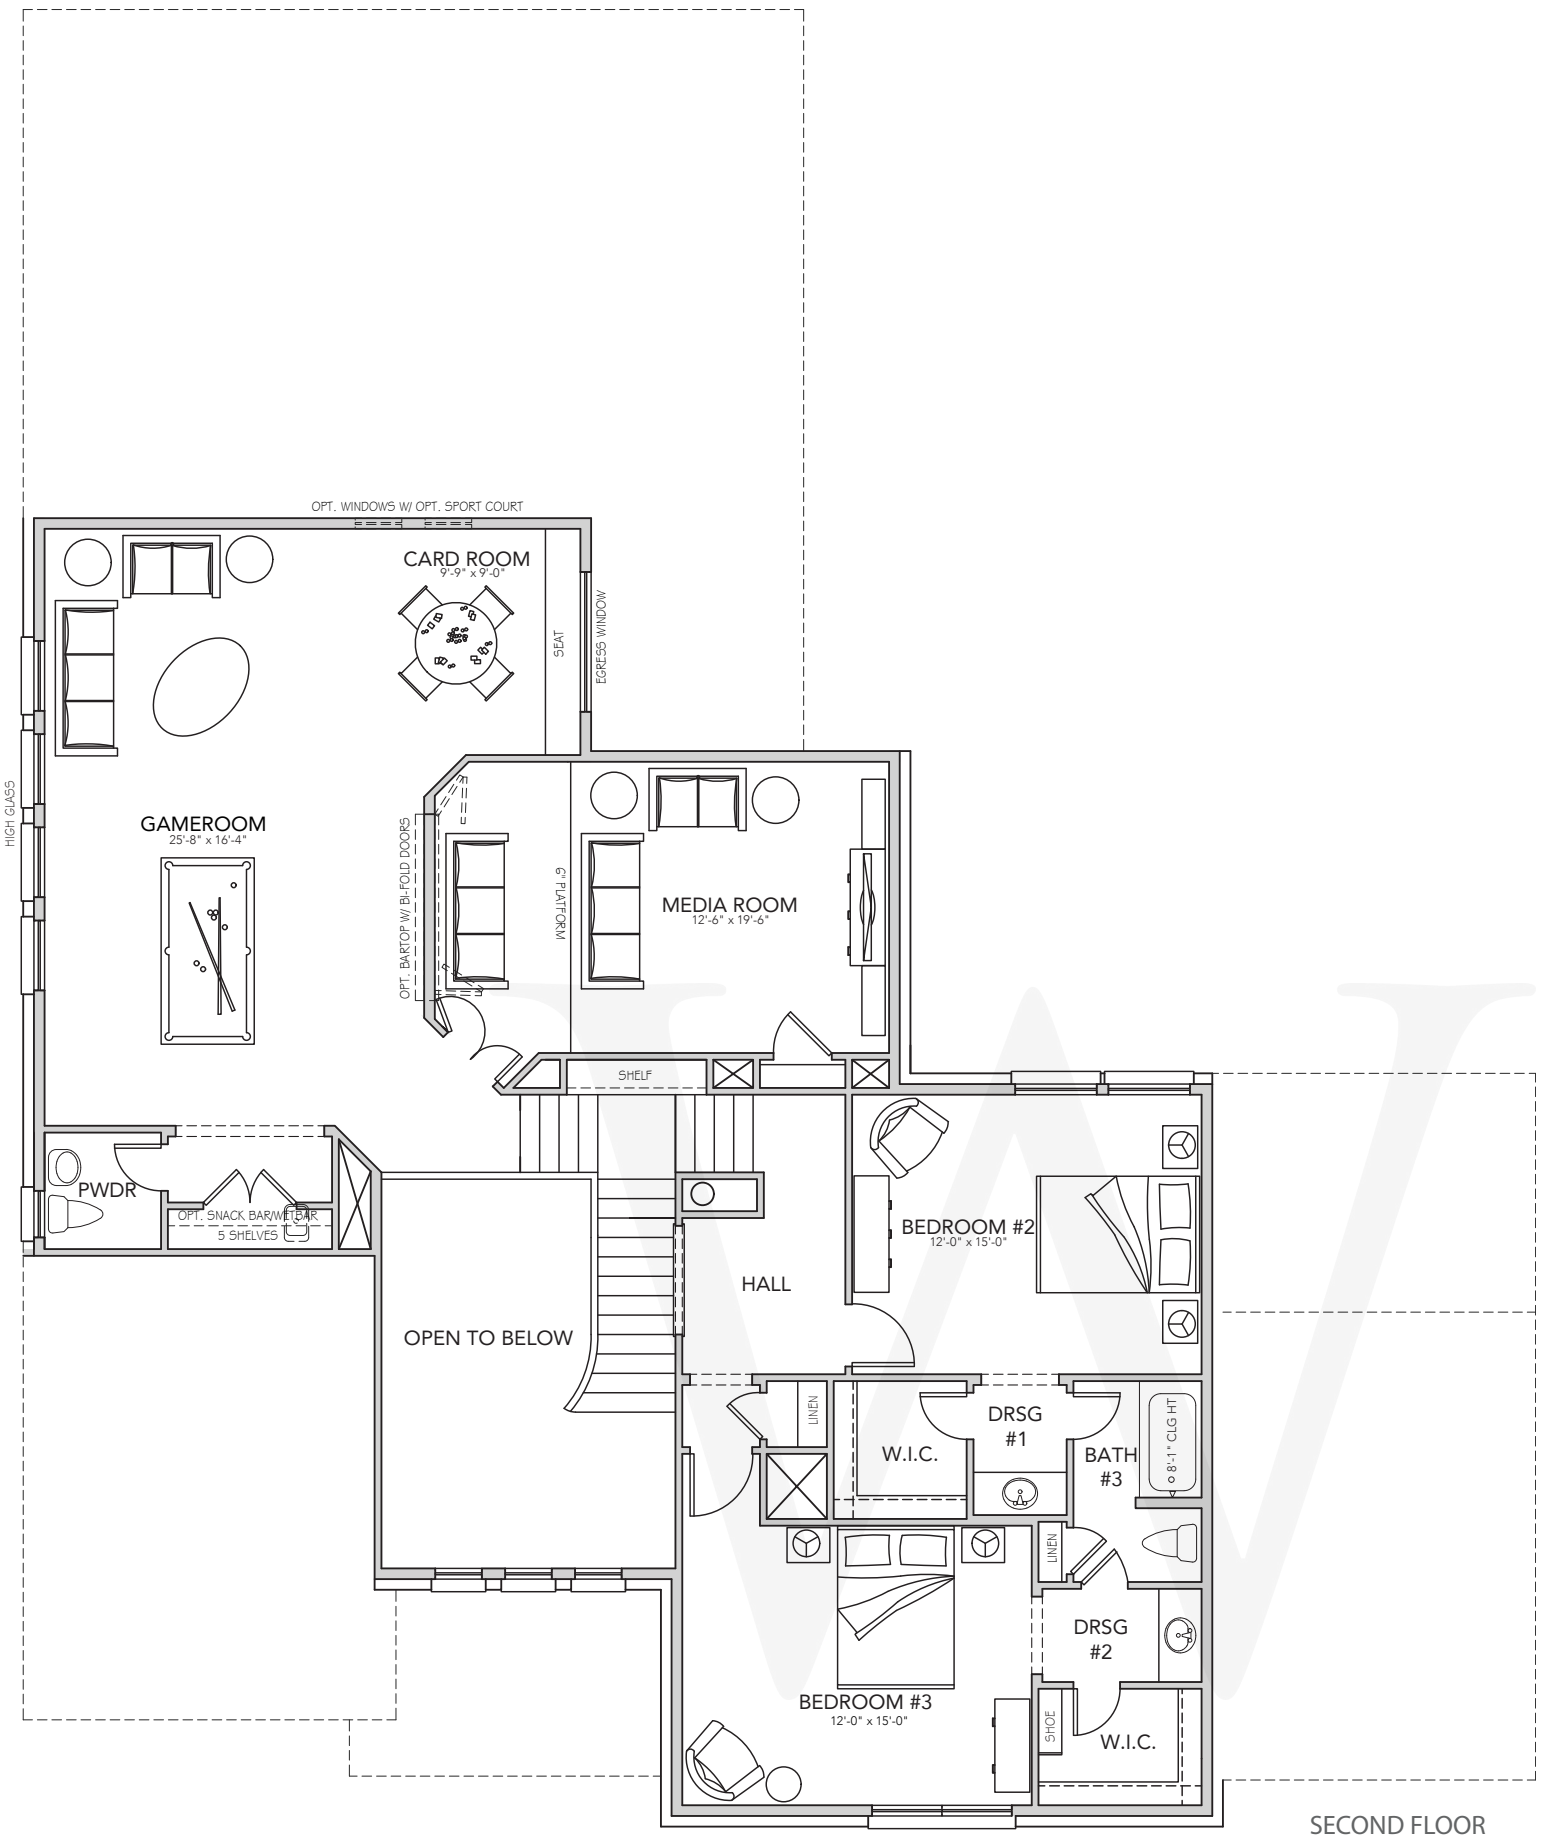 OPT. WINDOWS W/ OPT. SPORT COURT
CARD ROOM
9'-9" x 9'-0"
SEAT
EGRESS WINDOW
HIGH GLASS
GAMEROOM
25'-8" x 16'-4"
OPT. BARTOP W/ BI-FOLD DOORS
6" PLATFORM
MEDIA ROOM
12'-6" x 19'-6"
SHELF
PWDR
OPT. SNACK BAR/WETBAR
5 SHELVES
BEDROOM #2
12'-0" x 15'-0"
HALL
OPEN TO BELOW
LINEN
W.I.C.
DRSG
#1
BATH
#3
8'-1" CLG HT
LINEN
DRSG
#2
BEDROOM #3
12'-0" x 15'-0"
SHOE
W.I.C.
SECOND FLOOR
W